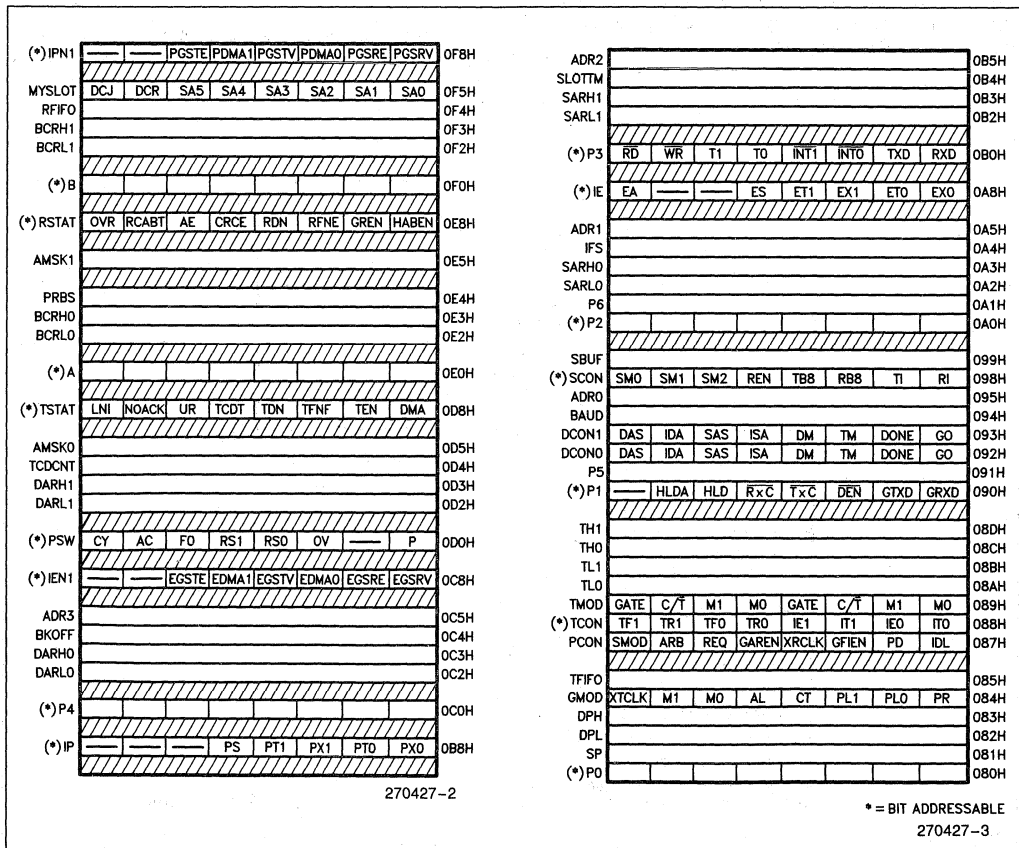 (*) IPN1 — — PGSTE PDMA1 PGSTV PDMA0 PGSRE PGSRV 0F8H
MYSLOT DCJ DCR SA5 SA4 SA3 SA2 SA1 SA0 0F5H
RFIFO 0F4H
BCRH1 0F3H
BCRL1 0F2H
(*) B 0F0H
(*) RSTAT OVR RCABT AE CRCE RDN RFNE GREN HABEN 0E8H
AMSK1 0E5H
PRBS 0E4H
BCRH0 0E3H
BCRL0 0E2H
(*) A 0E0H
(*) TSTAT LNI NOACK UR TCDT TDN TFNF TEN DMA 0D8H
AMSK0 0D5H
TCDCNT 0D4H
DARH1 0D3H
DARL1 0D2H
(*) PSW CY AC F0 RS1 RS0 OV — P 0D0H
(*) IEN1 — — EGSTE EDMA1 EGSTV EDMA0 EGSRE EGSRV 0C8H
ADR3 0C5H
BKOFF 0C4H
DARH0 0C3H
DARL0 0C2H
(*) P4 0C0H
(*) IP — — — PS PT1 PX1 PT0 PX0 0B8H
270427-2
ADR2 0B5H
SLOTTM 0B4H
SARH1 0B3H
SARL1 0B2H
(*) P3 R̅D̅ W̅R̅ T1 T0 I̅N̅T̅1̅ I̅N̅T̅0̅ TXD RXD 0B0H
(*) IE EA — — ES ET1 EX1 ET0 EX0 0A8H
ADR1 0A5H
IFS 0A4H
SARH0 0A3H
SARL0 0A2H
P6 0A1H
(*) P2 0A0H
SBUF 099H
(*) SCON SM0 SM1 SM2 REN TB8 RB8 TI RI 098H
ADR0 095H
BAUD 094H
DCON1 DAS IDA SAS ISA DM TM DONE GO 093H
DCON0 DAS IDA SAS ISA DM TM DONE GO 092H
P5 091H
(*) P1 — HLDA HLD R̅x̅C̅ T̅x̅C̅ D̅E̅N̅ GTXD GRXD 090H
TH1 08DH
TH0 08CH
TL1 08BH
TL0 08AH
TMOD GATE C/T̅ M1 M0 GATE C/T̅ M1 M0 089H
(*) TCON TF1 TR1 TF0 TR0 IE1 IT1 IE0 IT0 088H
PCON SMOD ARB REQ GAREN XRCLK GFIEN PD IDL 087H
TFIFO 085H
GMOD XTCLK M1 M0 AL CT PL1 PL0 PR 084H
DPH 083H
DPL 082H
SP 081H
(*) P0 080H
* = BIT ADDRESSABLE
270427-3